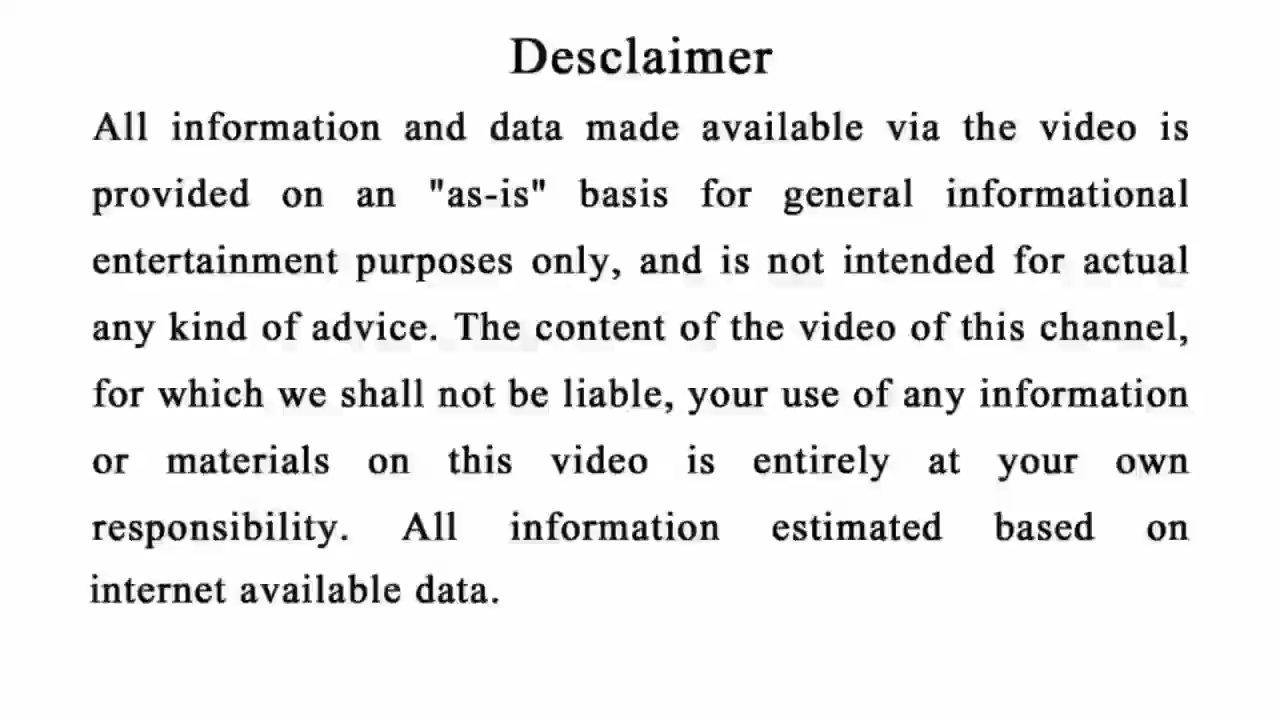 Desclaimer
All information and data made available via the video is
provided on an "as-is" basis for general informational
entertainment purposes only, and is not intended for actual
any kind of advice. The content of the video of this channel,
for which we shall not be liable, your use of any information
or materials on this video is entirely at your own
responsibility. All information estimated based on
internet available data.